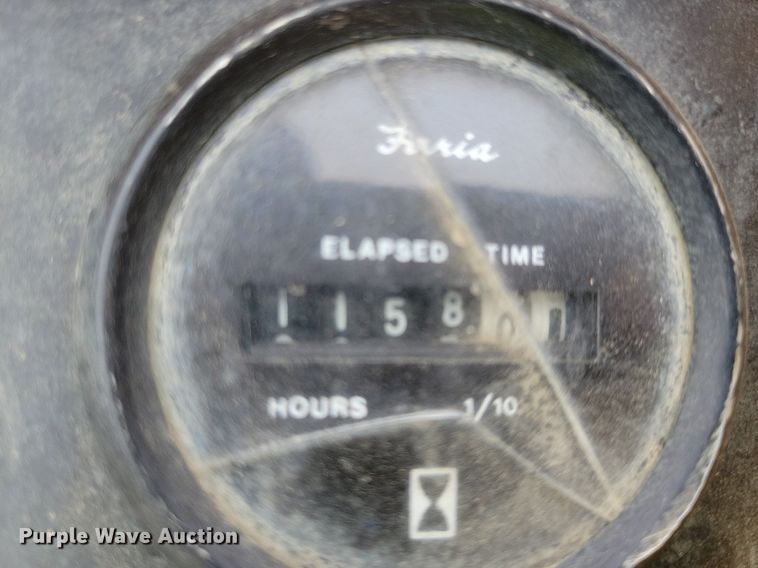 Faria
ELAPSED TIME
1 1 5 8
HOURS 1/10
Purple Wave Auction